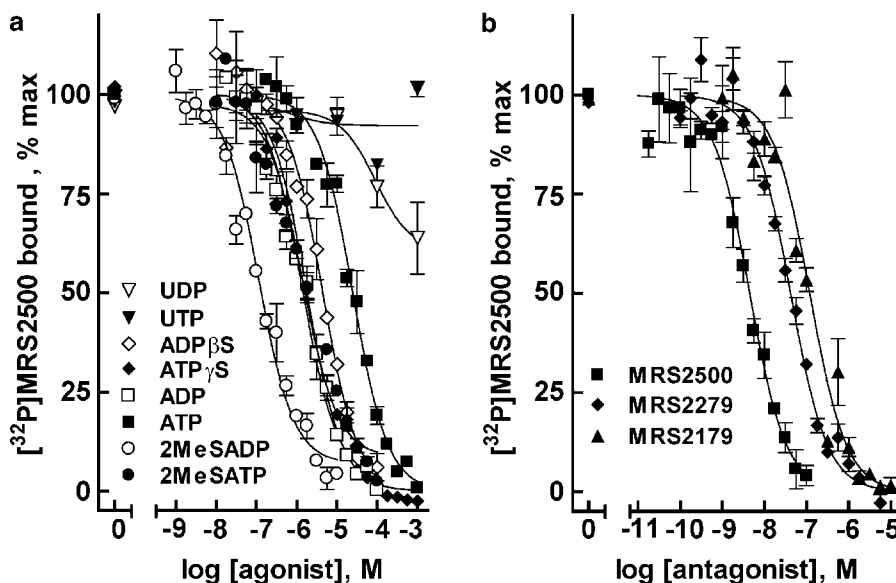 a
[³²P]MRS2500 bound, % max
100
75
50
25
0
UDP
UTP
ADPβS
ATPγS
ADP
ATP
2MeSADP
2MeSATP
0 -9 -8 -7 -6 -5 -4 -3
log [agonist], M
b
[³²P]MRS2500 bound, % max
100
75
50
25
0
MRS2500
MRS2279
MRS2179
0 -11 -10 -9 -8 -7 -6 -5
log [antagonist], M